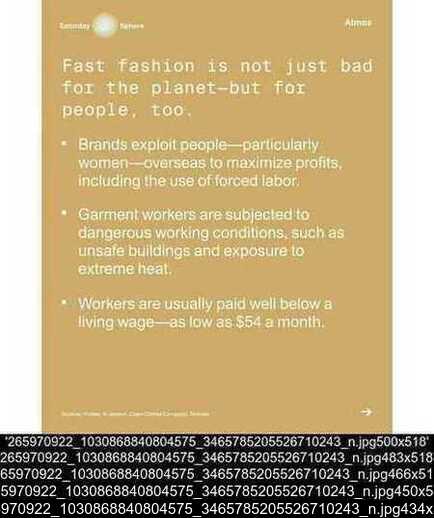 Saturday Sphere
Atmos
Fast fashion is not just bad
for the planet—but for
people, too.
• Brands exploit people—particularly
women—overseas to maximize profits,
including the use of forced labor.
• Garment workers are subjected to
dangerous working conditions, such as
unsafe buildings and exposure to
extreme heat.
• Workers are usually paid well below a
living wage—as low as $54 a month.
→
'265970922_1030868840804575_3465785205526710243_n.jpg500x518'
265970922_1030868840804575_3465785205526710243_n.jpg483x518
65970922_1030868840804575_3465785205526710243_n.jpg466x51
5970922_1030868840804575_3465785205526710243_n.jpg450x5
970922_1030868840804575_3465785205526710243_n.jpg434x